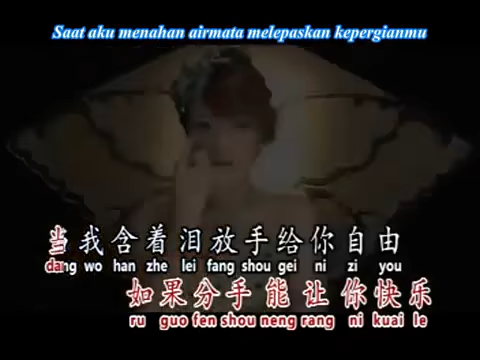 Saat aku menahan airmata melepaskan kepergianmu
当我含着泪放手给你自由
dang wo han zhe lei fang shou gei ni zi you
如果分手能让你快乐
ru guo fen shou neng rang ni kuai le